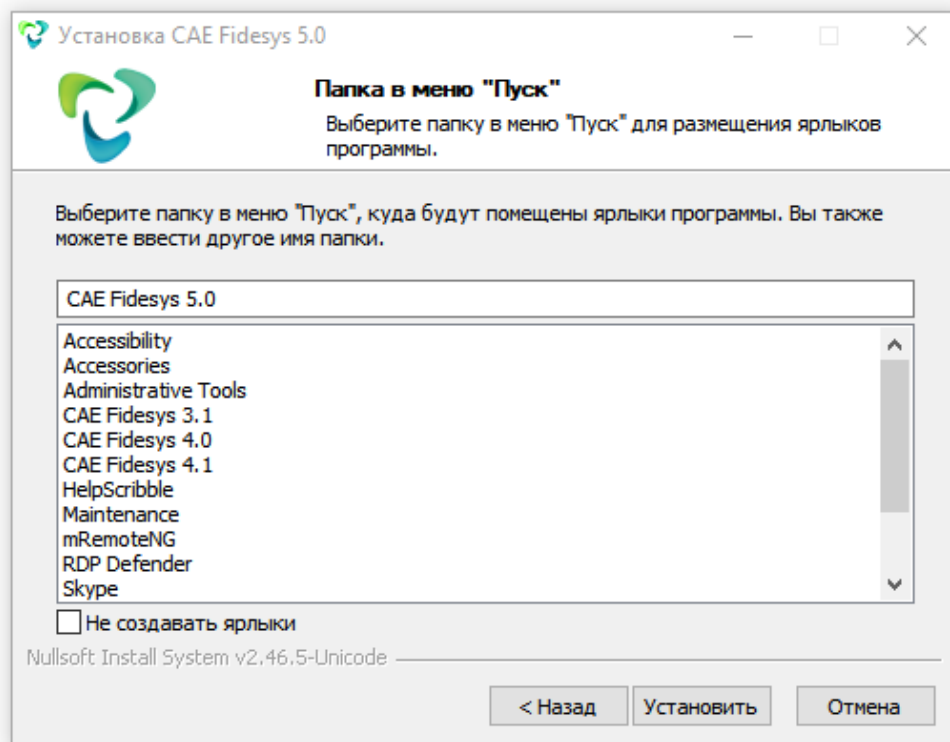 Установка CAE Fidesys 5.0
Папка в меню "Пуск"
Выберите папку в меню "Пуск" для размещения ярлыков
программы.
Выберите папку в меню "Пуск", куда будут помещены ярлыки программы. Вы также
можете ввести другое имя папки.
CAE Fidesys 5.0
Accessibility
Accessories
Administrative Tools
CAE Fidesys 3.1
CAE Fidesys 4.0
CAE Fidesys 4.1
HelpScribble
Maintenance
mRemoteNG
RDP Defender
Skype
Не создавать ярлыки
Nullsoft Install System v2.46.5-Unicode
< Назад Установить Отмена